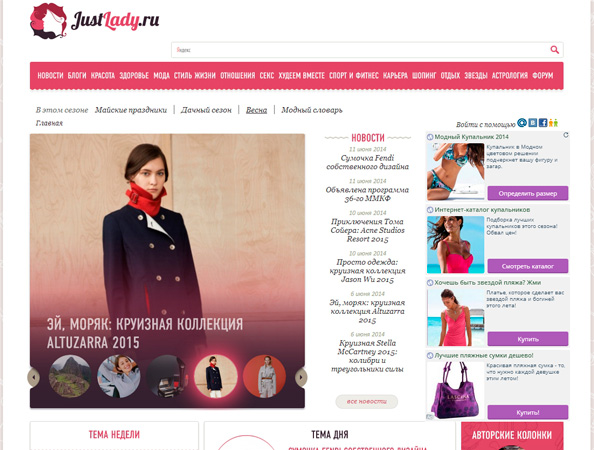 JustLady.ru
Яндекс
НОВОСТИ БЛОГИ КРАСОТА ЗДОРОВЬЕ МОДА СТИЛЬ ЖИЗНИ ОТНОШЕНИЯ СЕКС ХУДЕЕМ ВМЕСТЕ СПОРТ И ФИТНЕС КАРЬЕРА ШОПИНГ ОТДЫХ ЗВЕЗДЫ АСТРОЛОГИЯ ФОРУМ
В этом сезоне Майские праздники Дачный сезон Весна Модный словарь
Главная
Войти с помощью
ЭЙ, МОРЯК: КРУИЗНАЯ КОЛЛЕКЦИЯ
ALTUZARRA 2015
НОВОСТИ
11 июня 2014
Сумочка Fendi
собственного дизайна
11 июня 2014
Объявлена программа
36-го ММКФ
10 июня 2014
Приключения Тома
Сойера: Acne Studios
Resort 2015
10 июня 2014
Просто одежда:
круизная коллекция
Jason Wu 2015
6 июня 2014
Эй, моряк: круизная
коллекция Altuzarra
2015
6 июня 2014
Круизная Stella
McCartney 2015:
колибри и
треугольники силы
все новости
Модный Купальник 2014
Купальник в Модном
цветовом решении
подчеркнет вашу фигуру и
загар.
Определить размер
Интернет-каталог купальников
Подборка лучших
купальников этого сезона!
Обвал цен!
Смотреть каталог
Хочешь быть звездой пляжа? Жми
Платье, которое сделает вас
звездой пляжа и богиней
этого лета!
Купить
Лучшие пляжные сумки дешево!
Красивая пляжная сумка - то,
что нужно каждой девушке
этим летом!
Купить!
ТЕМА НЕДЕЛИ
ТЕМА ДНЯ
СУМОЧКА FENDI СОБСТВЕННОГО ДИЗАЙНА
АВТОРСКИЕ КОЛОНКИ